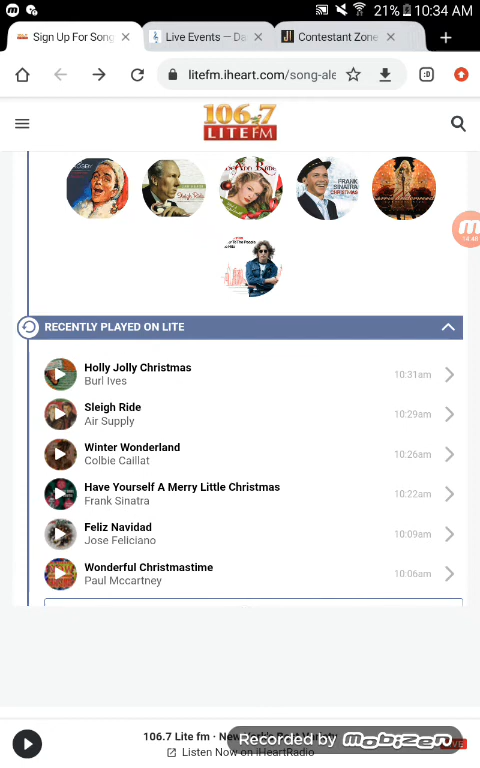 21% 10:34 AM
Sign Up For Song
Live Events — Da
Contestant Zone
litefm.iheart.com/song-ale
:D
106.7
LITE FM
FRANK
SINATRA
CHRISTMAS
14:48
RECENTLY PLAYED ON LITE
Holly Jolly Christmas
Burl Ives
10:31am
Sleigh Ride
Air Supply
10:29am
Winter Wonderland
Colbie Caillat
10:26am
Have Yourself A Merry Little Christmas
Frank Sinatra
10:22am
Feliz Navidad
Jose Feliciano
10:09am
Wonderful Christmastime
Paul Mccartney
10:06am
106.7 Lite fm · New
Listen Now on iHeartRadio
Recorded by Mobizen
LIVE